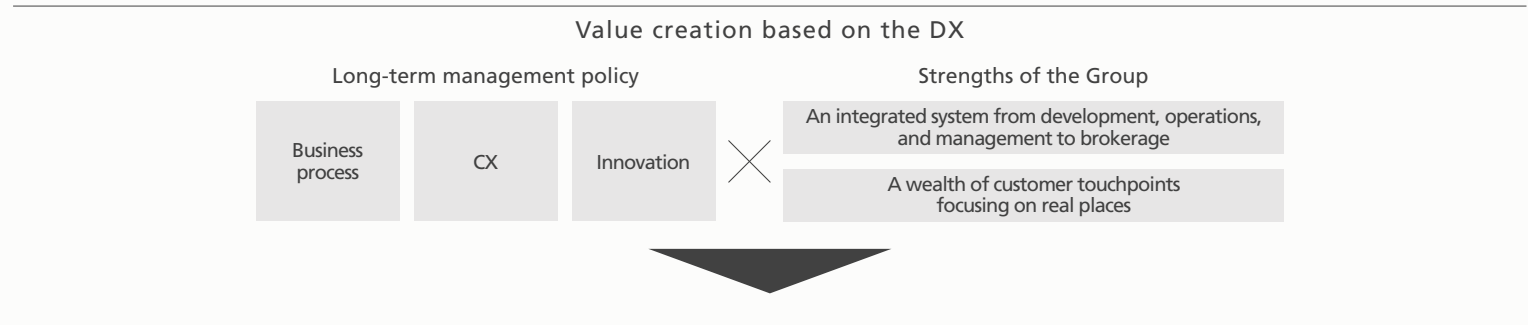 Value creation based on the DX
Long-term management policy
Business
process
CX
Innovation
Strengths of the Group
An integrated system from development, operations,
and management to brokerage
A wealth of customer touchpoints
focusing on real places